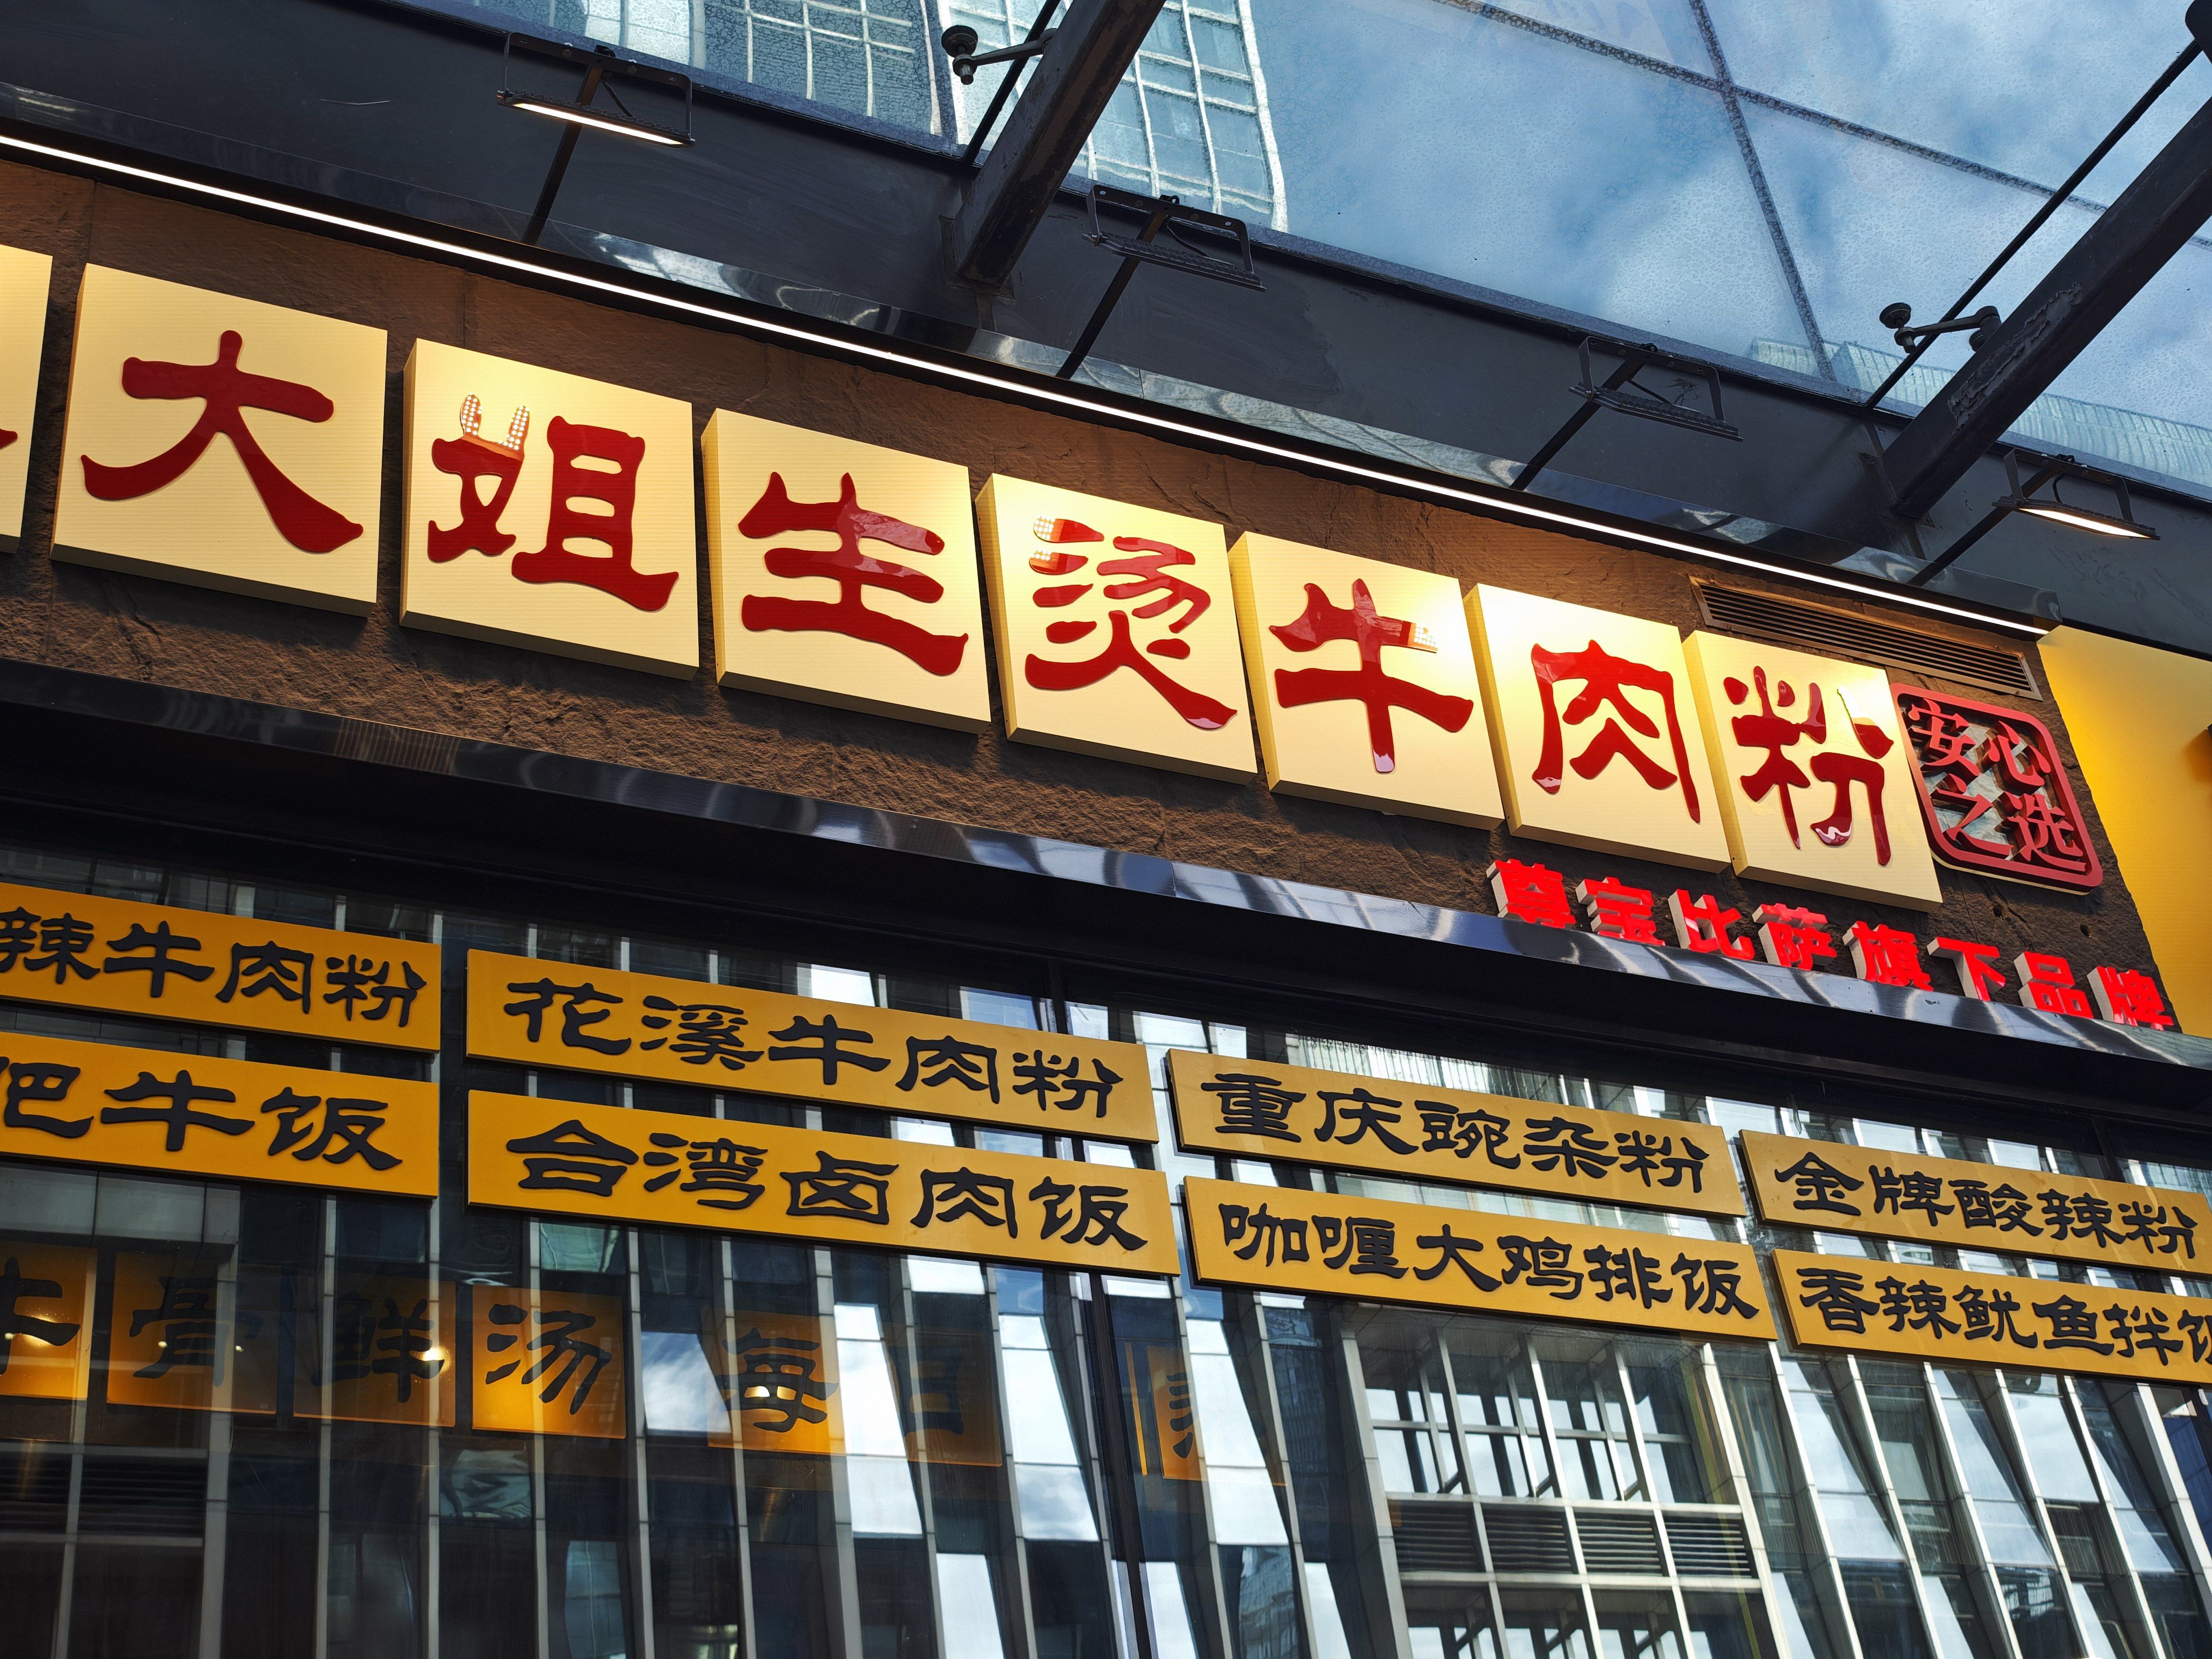 大姐生烫牛肉粉
安心
之选
尊宝比萨旗下品牌
辣牛肉粉
花溪牛肉粉
重庆豌杂粉
金牌酸辣粉
巴牛饭
台湾卤肉饭
咖喱大鸡排饭
香辣鱿鱼拌饭
牛骨鲜汤 每日